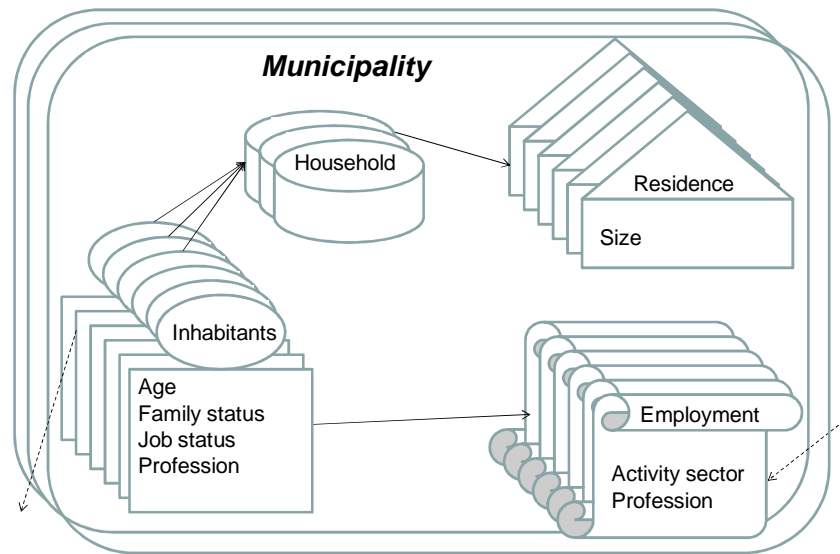 Municipality
Household
Residence
Size
Inhabitants
Age
Family status
Job status
Profession
Employment
Activity sector
Profession